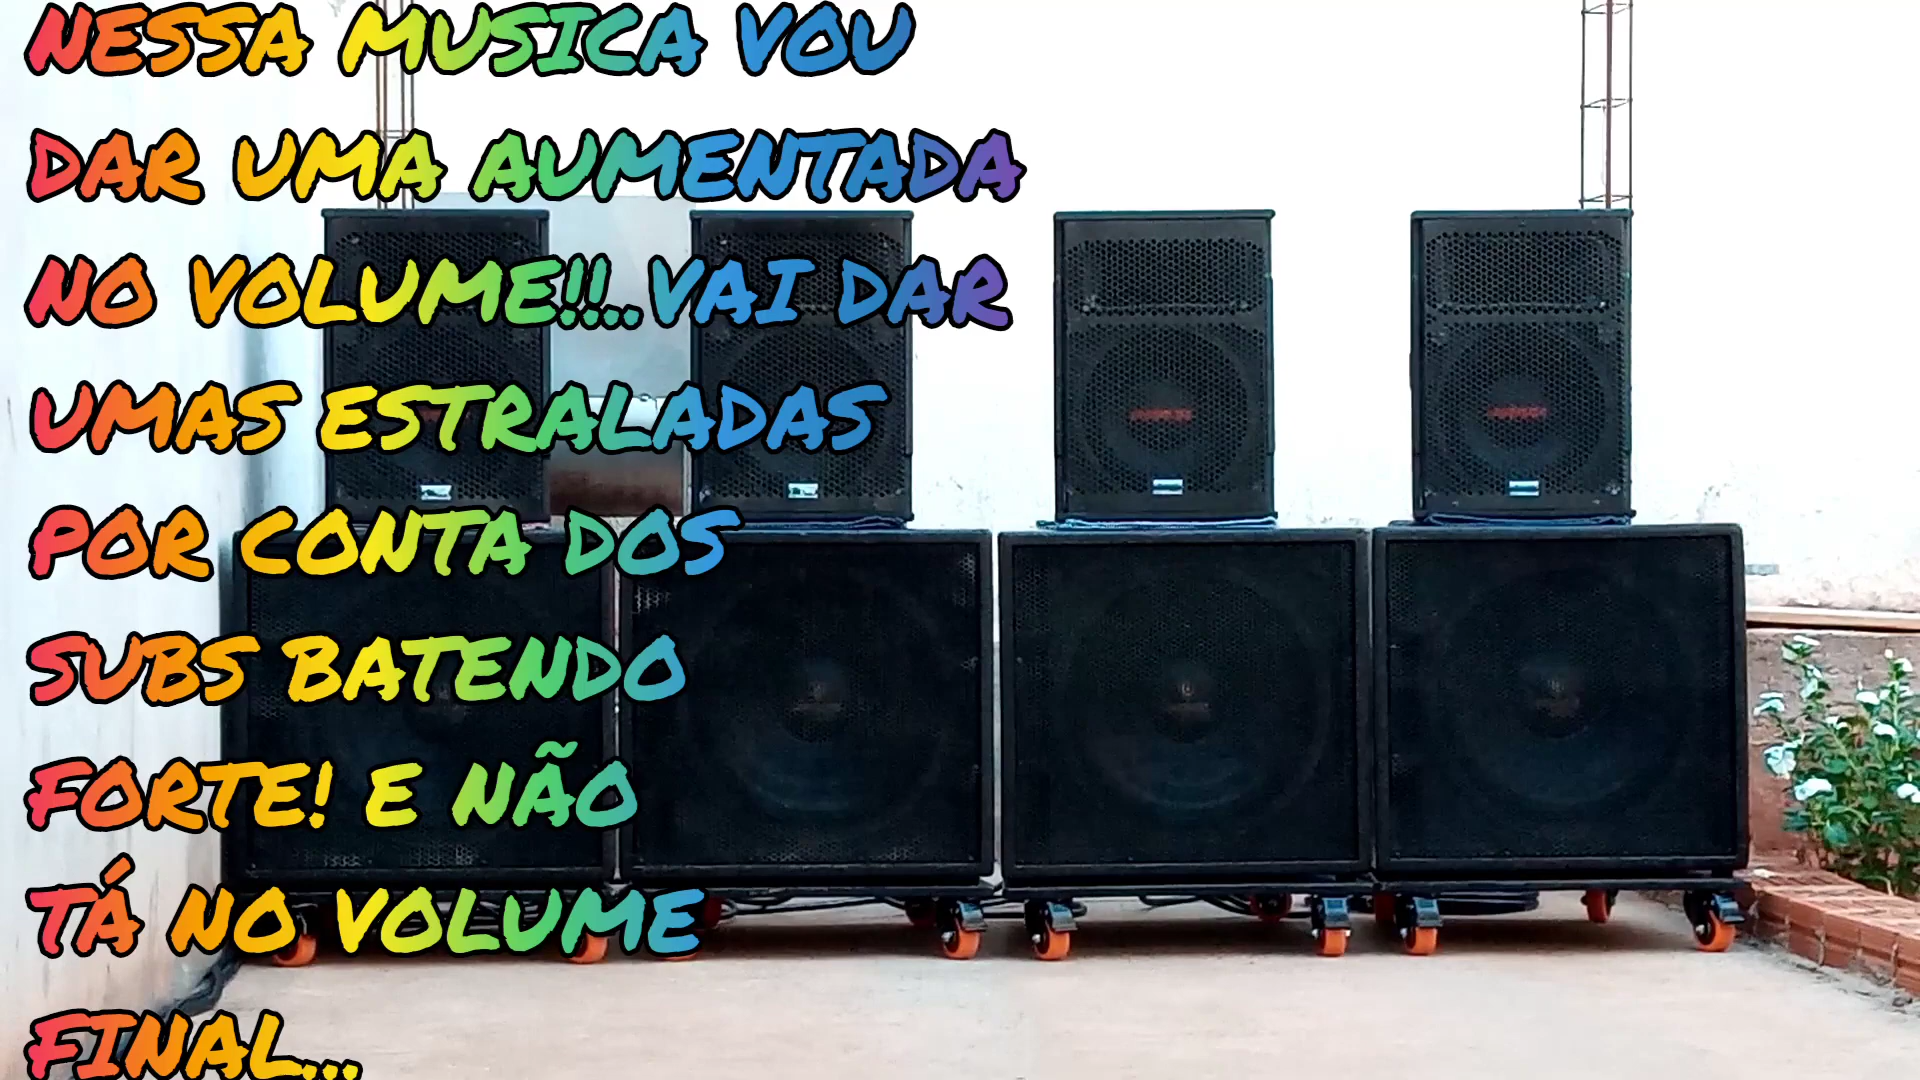 NESSA MUSICA VOU
DAR UMA AUMENTADA
NO VOLUME!!..VAI DAR
UMAS ESTRALADAS
POR CONTA DOS
SUBS BATENDO
FORTE! E NÃO
TÁ NO VOLUME
FINAL...